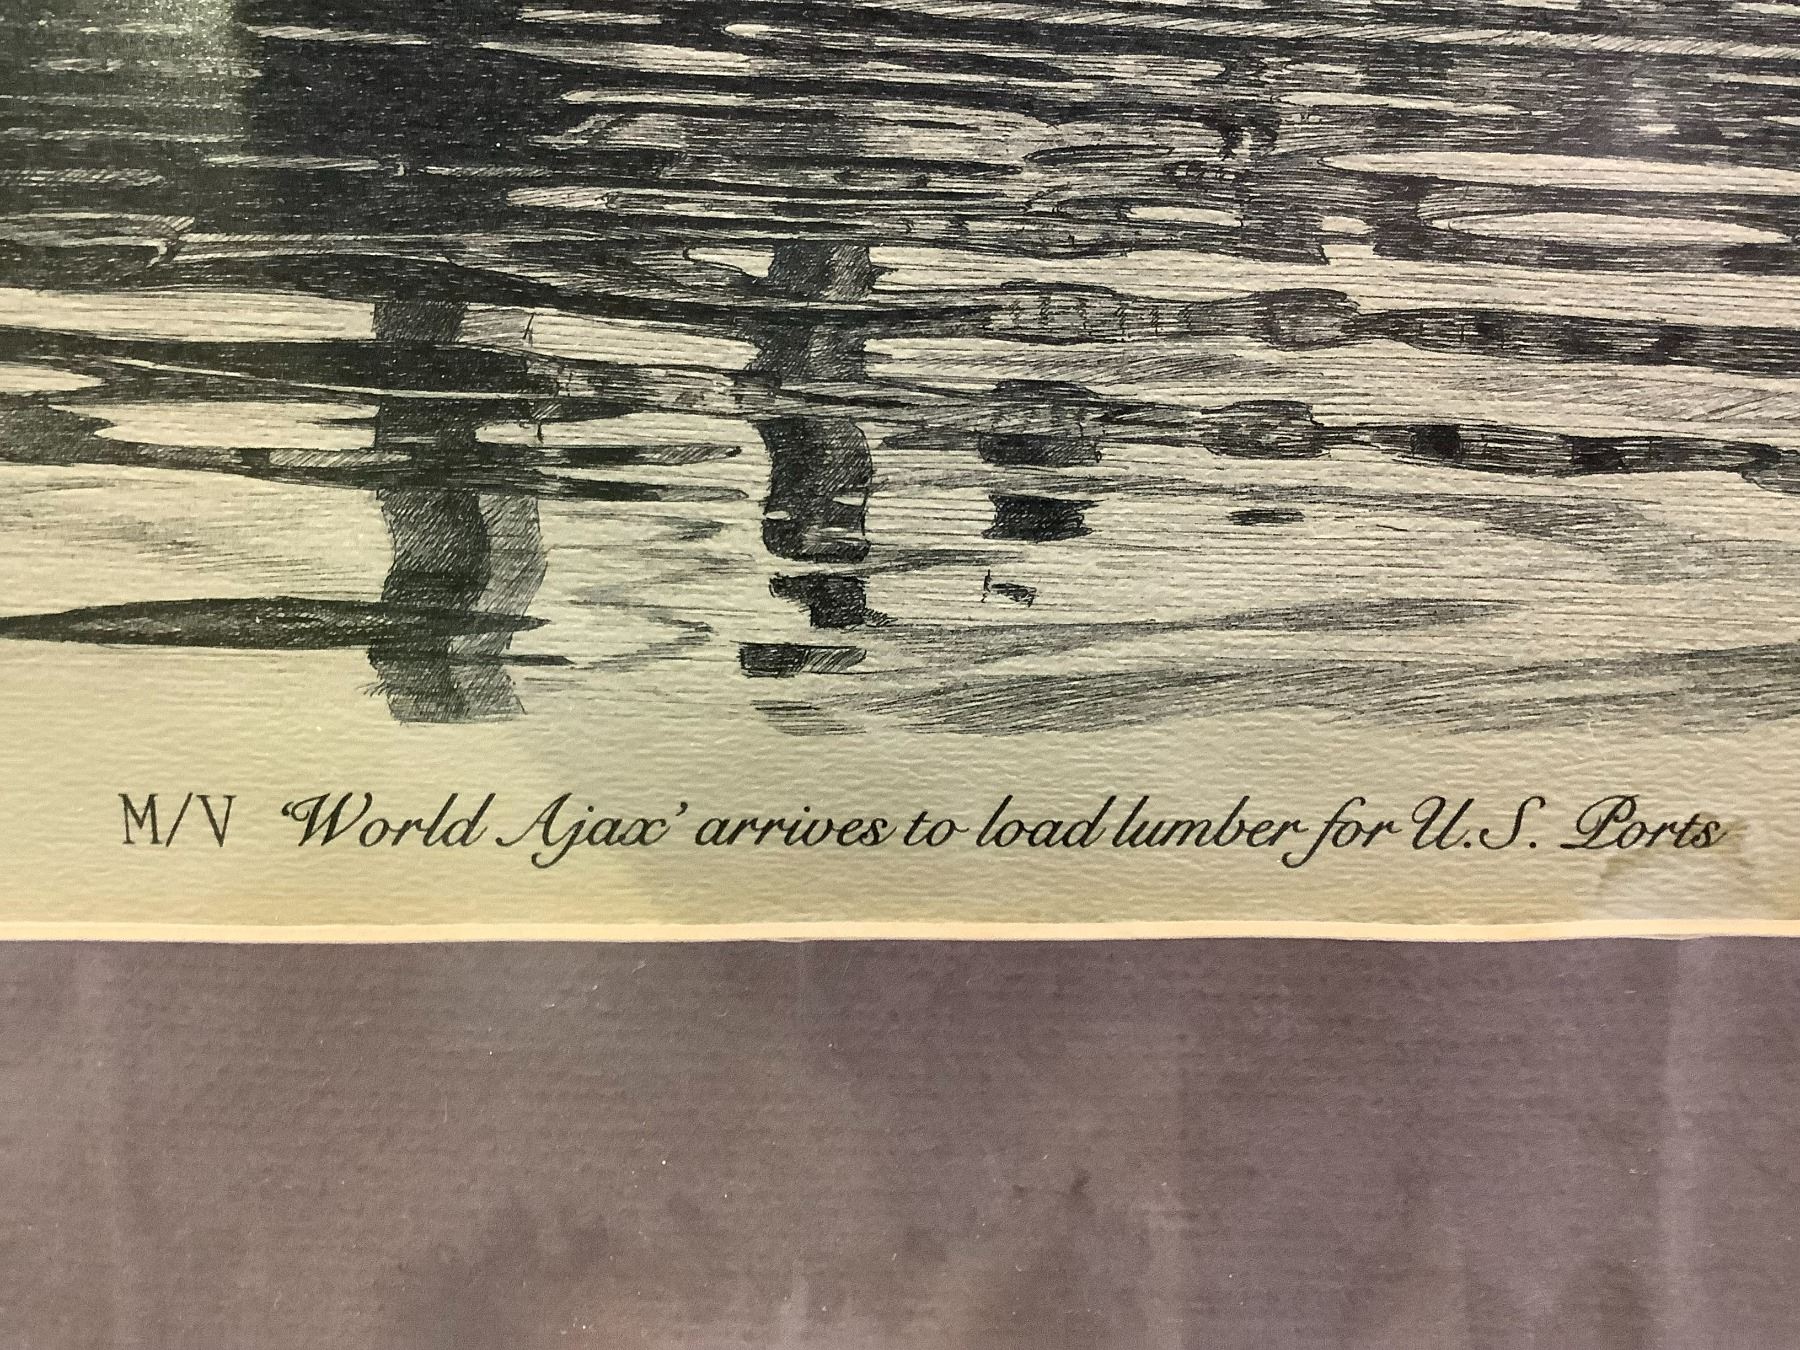 M/V ‘World Ajax’ arrives to load lumber for U.S. Ports